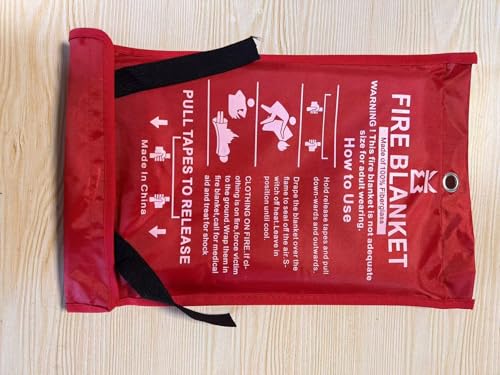 FIRE BLANKET
Made of 100% Fiberglass
WARNING ! This fire blanket is not adequate
size for adult wearing.
How to Use
Hold release tapes and pull
down-wards and outwards.
Drape the blanket over the
flame to seal off the air.S-
witch off heat.Leave in
position until cool.
CLOTHING ON FIRE.If cl-
othing is on fire,force victim
to the ground.Wrap them in
fire blanket,call for medical
aid and treat for shock
PULL TAPES TO RELEASE
Made in China